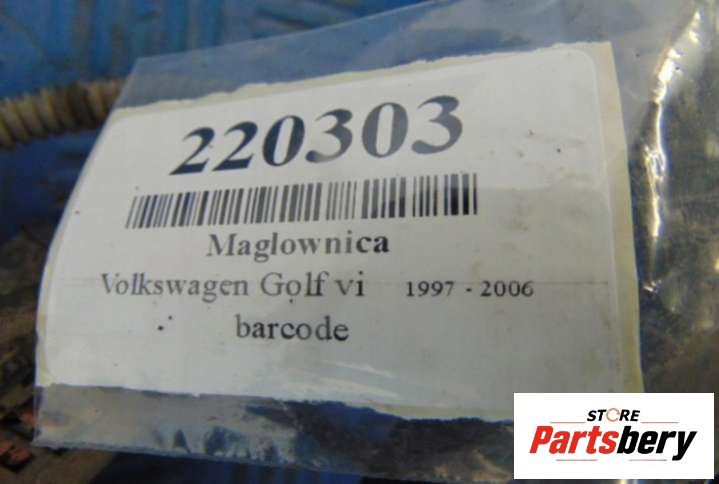 220303
Maglownica
Volkswagen Golf vi 1997 - 2006
barcode
STORE
Partsbery